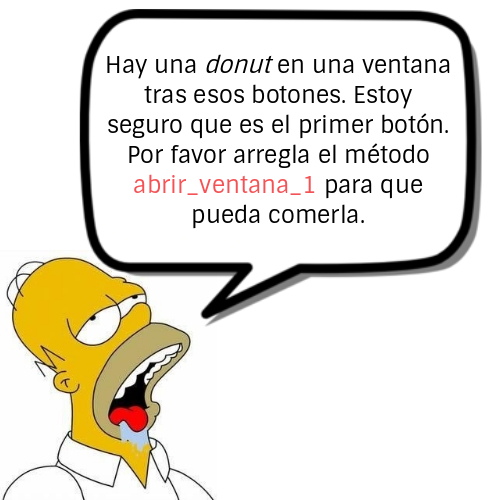 Hay una donut en una ventana
tras esos botones. Estoy
seguro que es el primer botón.
Por favor arregla el método
abrir_ventana_1 para que
pueda comerla.